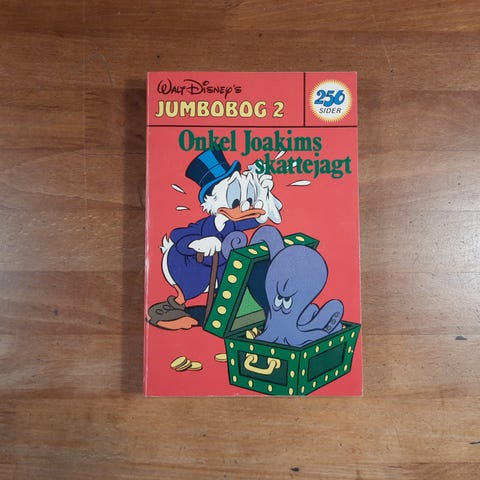 Walt Disney's
JUMBOBOG 2
256
SIDER
Onkel Joakims
skattejagt